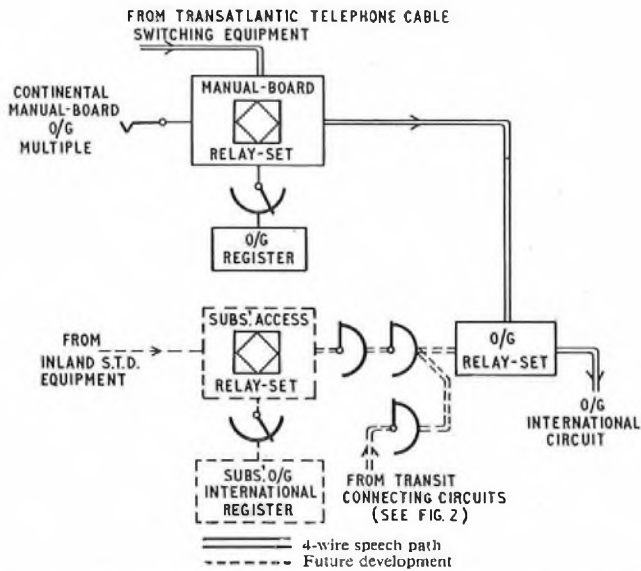 FROM TRANSATLANTIC TELEPHONE CABLE
SWITCHING EQUIPMENT
CONTINENTAL
MANUAL-BOARD
O/G
MULTIPLE
MANUAL-BOARD
RELAY-SET
O/G
REGISTER
FROM
INLAND S.T.D.
EQUIPMENT
SUBS'. ACCESS
RELAY-SET
SUBS'. O/G
INTERNATIONAL
REGISTER
O/G
RELAY-SET
O/G
INTERNATIONAL
CIRCUIT
FROM TRANSIT
CONNECTING CIRCUITS
(SEE FIG. 2)
4-wire speech path
Future development